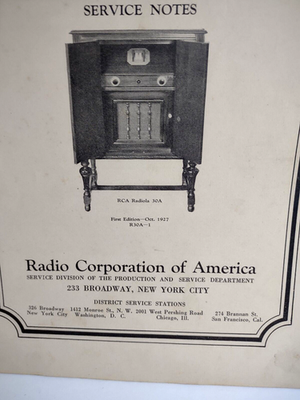 SERVICE NOTES
RCA Radiola 30A
First Edition—Oct. 1927
R30A—1
Radio Corporation of America
SERVICE DIVISION OF THE PRODUCTION AND SERVICE DEPARTMENT
233 BROADWAY, NEW YORK CITY
DISTRICT SERVICE STATIONS
326 Broadway 1412 Monroe St., N. W. 2001 West Pershing Road 274 Brannan St.
New York City Washington, D. C. Chicago, Ill. San Francisco, Cal.